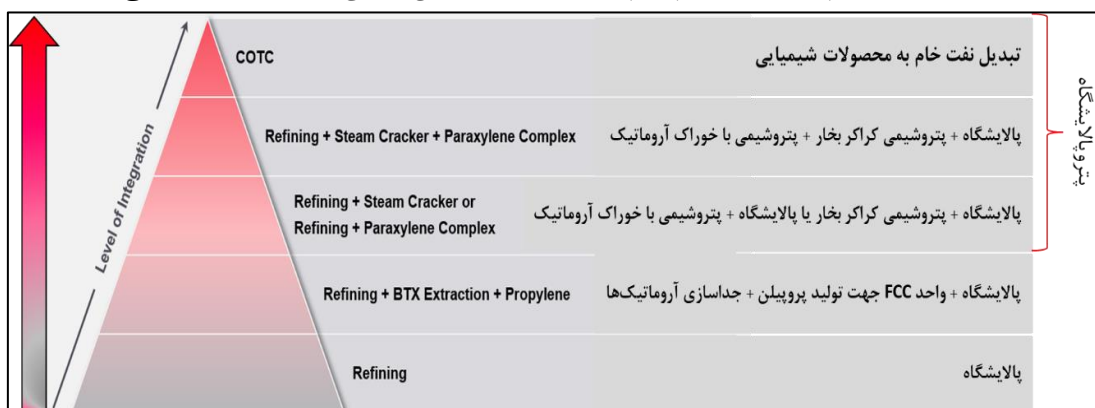 COTC
تبدیل نفت خام به محصولات شیمیایی
Refining + Steam Cracker + Paraxylene Complex
پالایشگاه + پتروشیمی کراکر بخار + پتروشیمی با خوراک آروماتیک
Refining + Steam Cracker or
Refining + Paraxylene Complex
پالایشگاه + پتروشیمی کراکر بخار یا پالایشگاه + پتروشیمی با خوراک آروماتیک
Refining + BTX Extraction + Propylene
پالایشگاه + واحد FCC جهت تولید پروپیلن + جداسازی آروماتیک‌ها
Refining
پالایشگاه
Level of Integration
پتروپالایشگاه